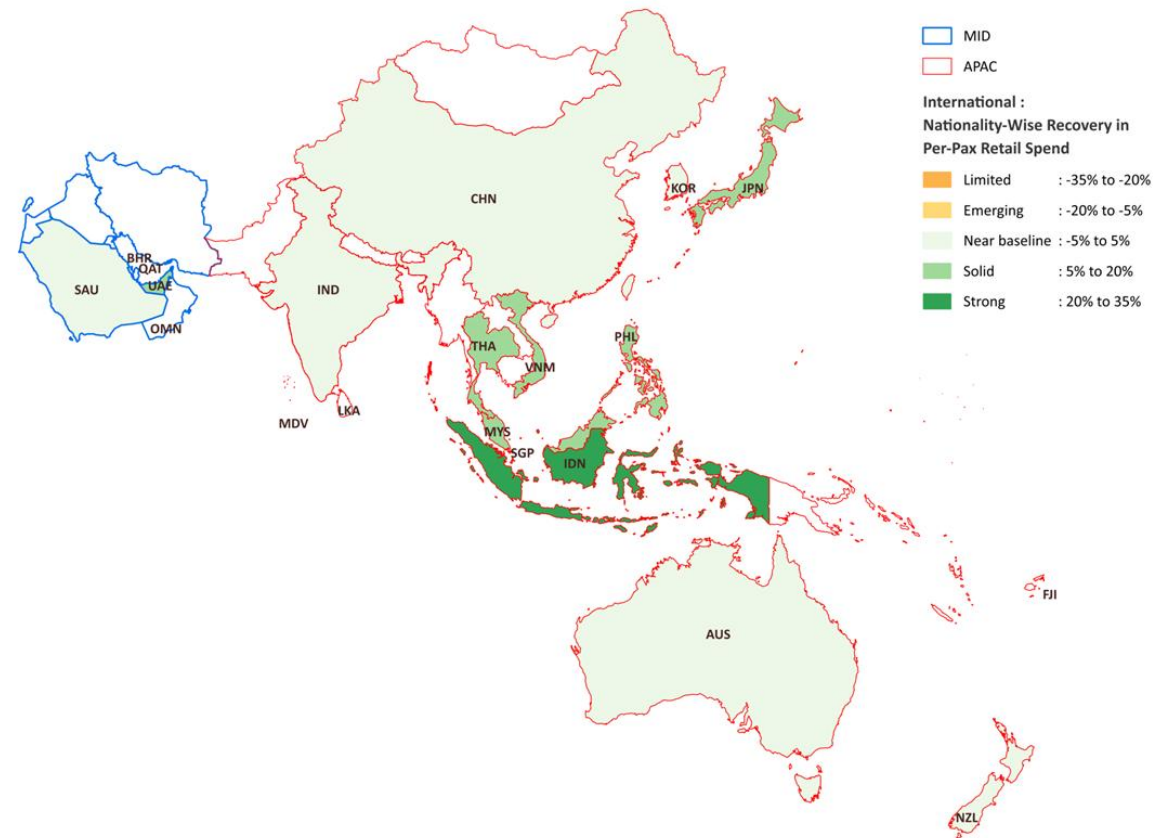 MID
APAC
International :
Nationality-Wise Recovery in
Per-Pax Retail Spend
Limited : -35% to -20%
Emerging : -20% to -5%
Near baseline : -5% to 5%
Solid : 5% to 20%
Strong : 20% to 35%
KOR
JPN
CHN
BHR
QAT
UAE
SAU
IND
OMN
THA
PHL
VNM
LKA
MDV
MYS
SGP
IDN
FJI
AUS
NZL